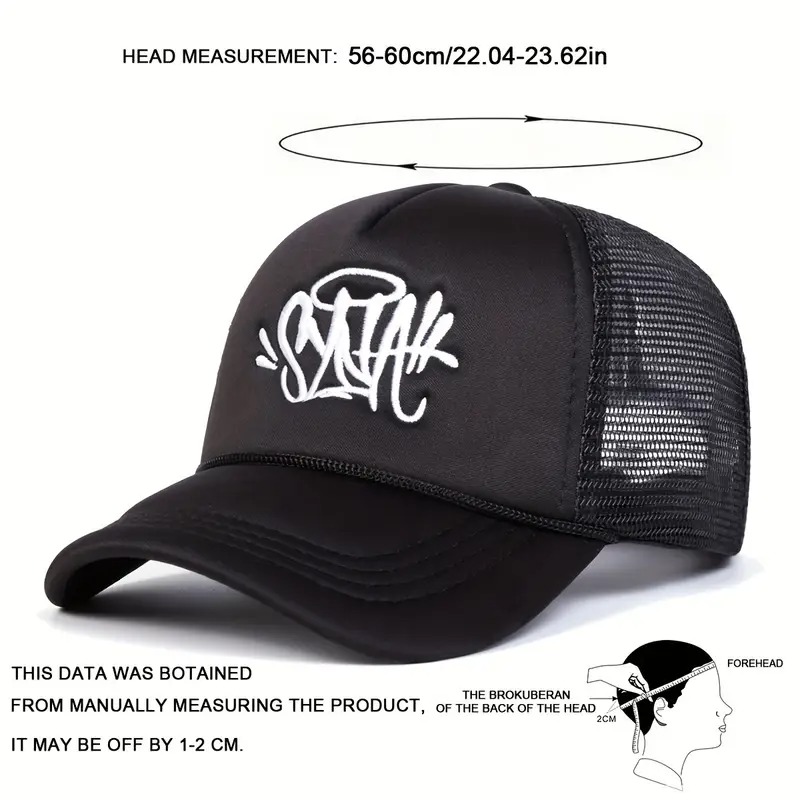 HEAD MEASUREMENT: 56-60cm/22.04-23.62in
SYNA
THIS DATA WAS BOTAINED
FROM MANUALLY MEASURING THE PRODUCT,
IT MAY BE OFF BY 1-2 CM.
THE BROKUBERAN
OF THE BACK OF THE HEAD
2CM
FOREHEAD